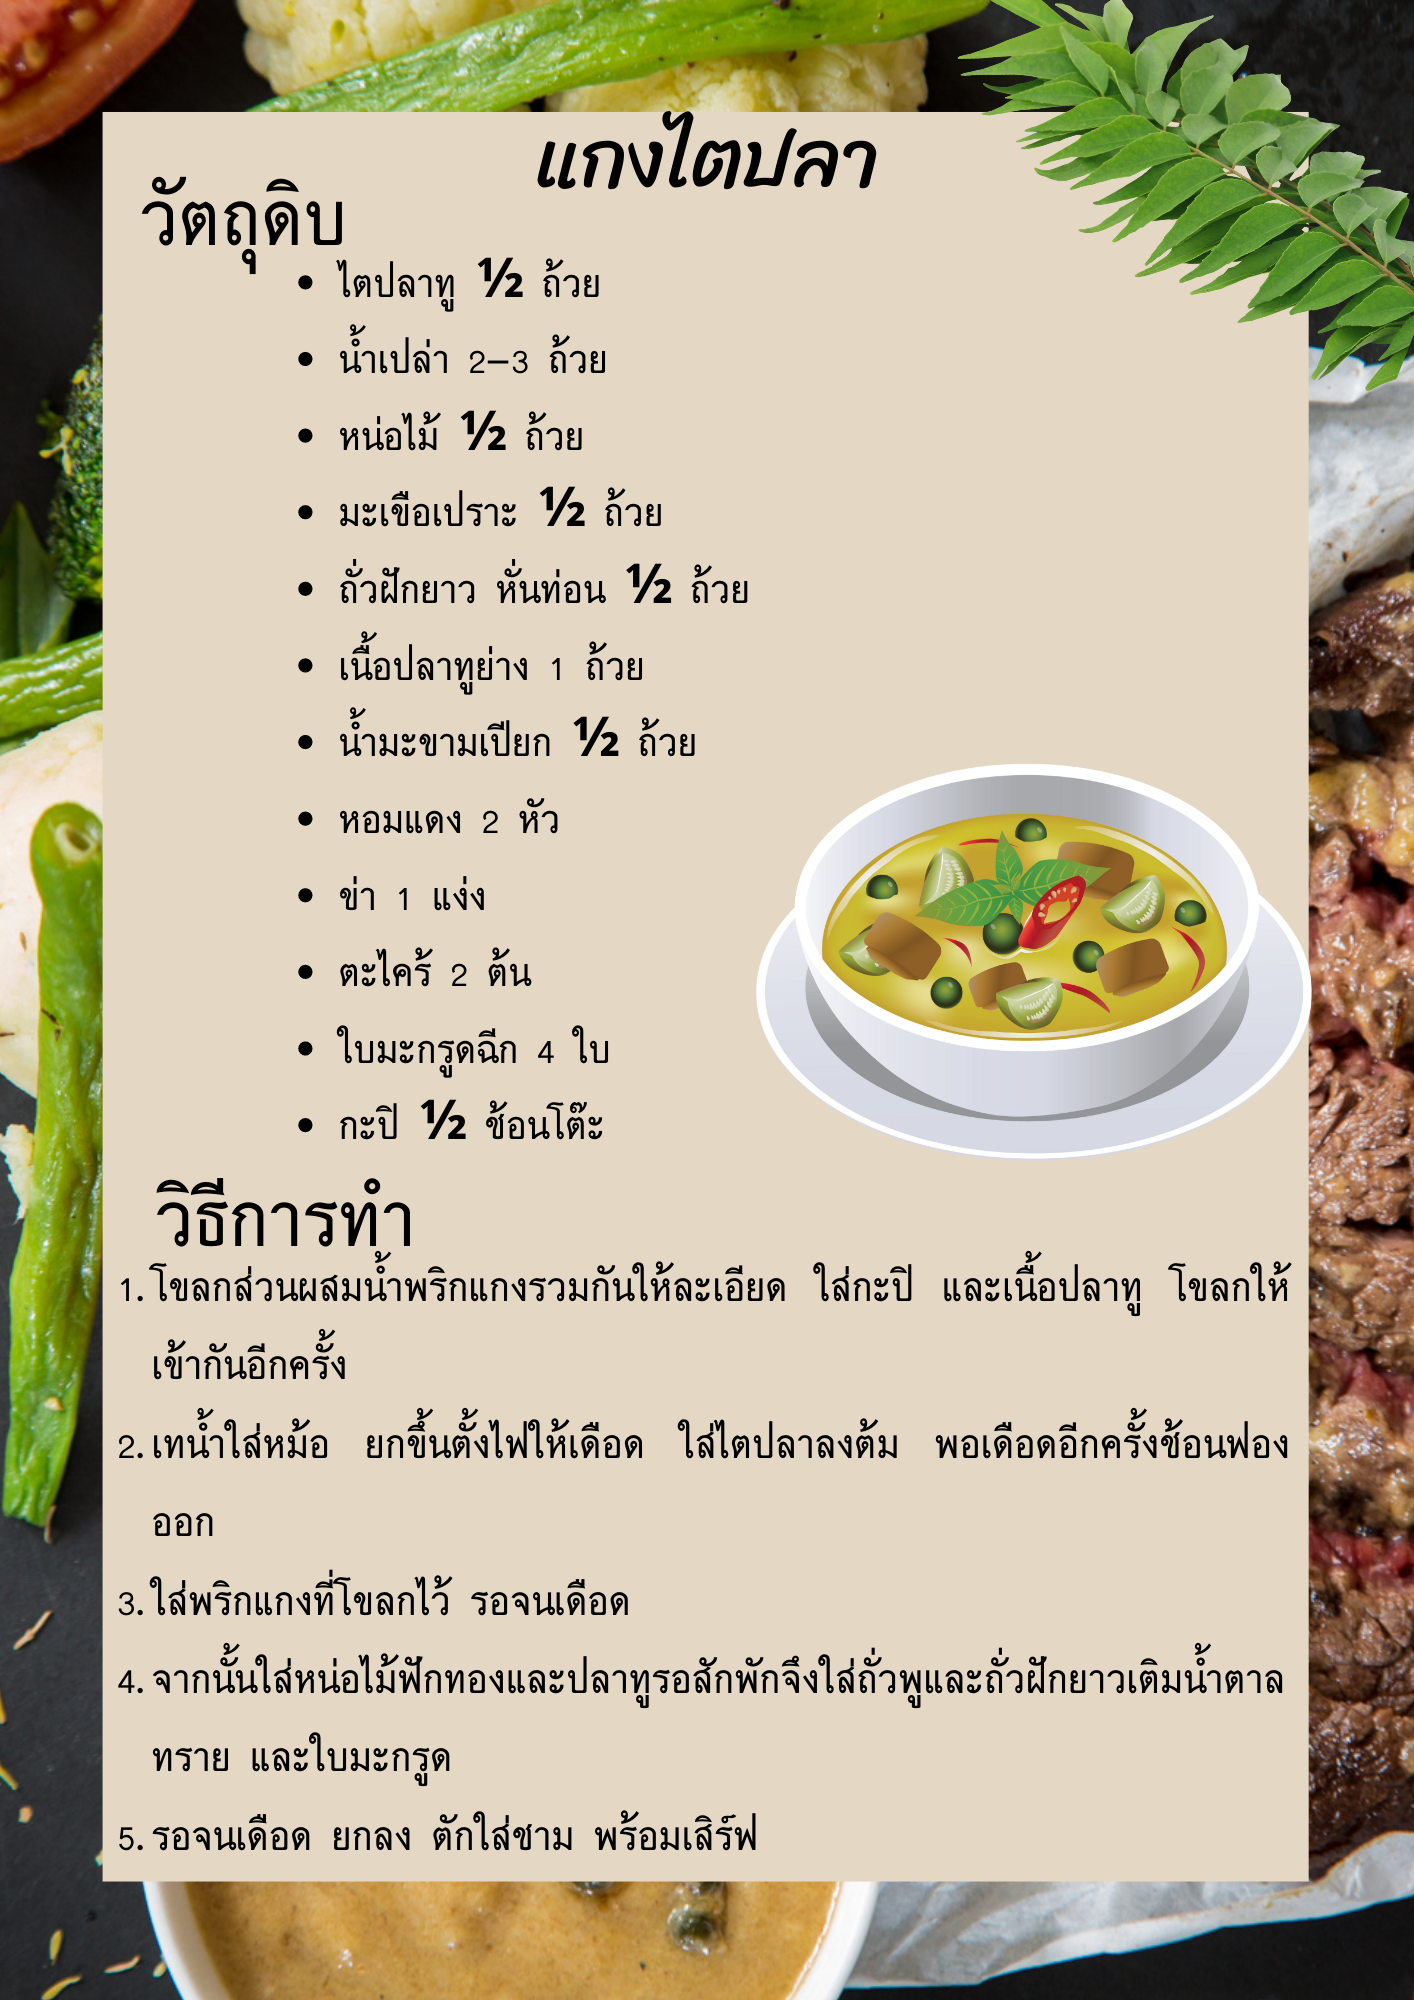 แกงไตปลา
วัตถุดิบ
• ไตปลาทู ½ ถ้วย
• น้ำเปล่า 2–3 ถ้วย
• หน่อไม้ ½ ถ้วย
• มะเขือเปราะ ½ ถ้วย
• ถั่วฝักยาว หั่นท่อน ½ ถ้วย
• เนื้อปลาทูย่าง 1 ถ้วย
• น้ำมะขามเปียก ½ ถ้วย
• หอมแดง 2 หัว
• ข่า 1 แง่ง
• ตะไคร้ 2 ต้น
• ใบมะกรูดฉีก 4 ใบ
• กะปิ ½ ช้อนโต๊ะ
วิธีการทำ
1. โขลกส่วนผสมน้ำพริกแกงรวมกันให้ละเอียด ใส่กะปิ และเนื้อปลาทู โขลกให้
เข้ากันอีกครั้ง
2. เทน้ำใส่หม้อ ยกขึ้นตั้งไฟให้เดือด ใส่ไตปลาลงต้ม พอเดือดอีกครั้งช้อนฟอง
ออก
3. ใส่พริกแกงที่โขลกไว้ รอจนเดือด
4. จากนั้นใส่หน่อไม้ฟักทองและปลาทูรอสักพักจึงใส่ถั่วพูและถั่วฝักยาวเติมน้ำตาล
ทราย และใบมะกรูด
5. รอจนเดือด ยกลง ตักใส่ชาม พร้อมเสิร์ฟ